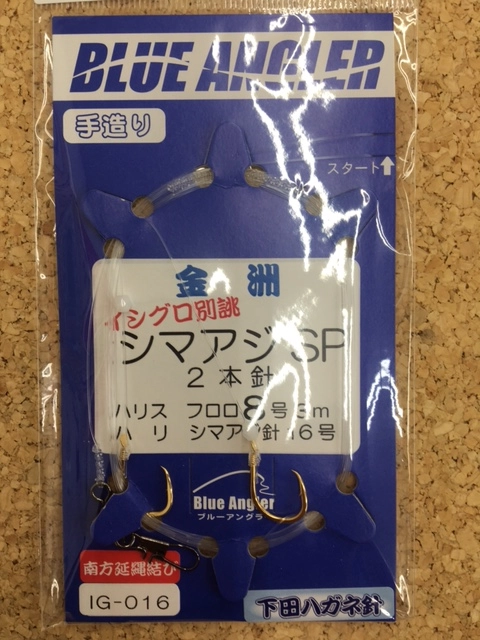 BLUE ANGLER
手造り
スタート
金洲
イシグロ別誂
シマアジSP
2本針
ハリス フロロ 8号 3m
ハリ シマアジ針 16号
Blue Angler
ブルーアングラー
南方延縄結び
IG-016
下田ハガネ針